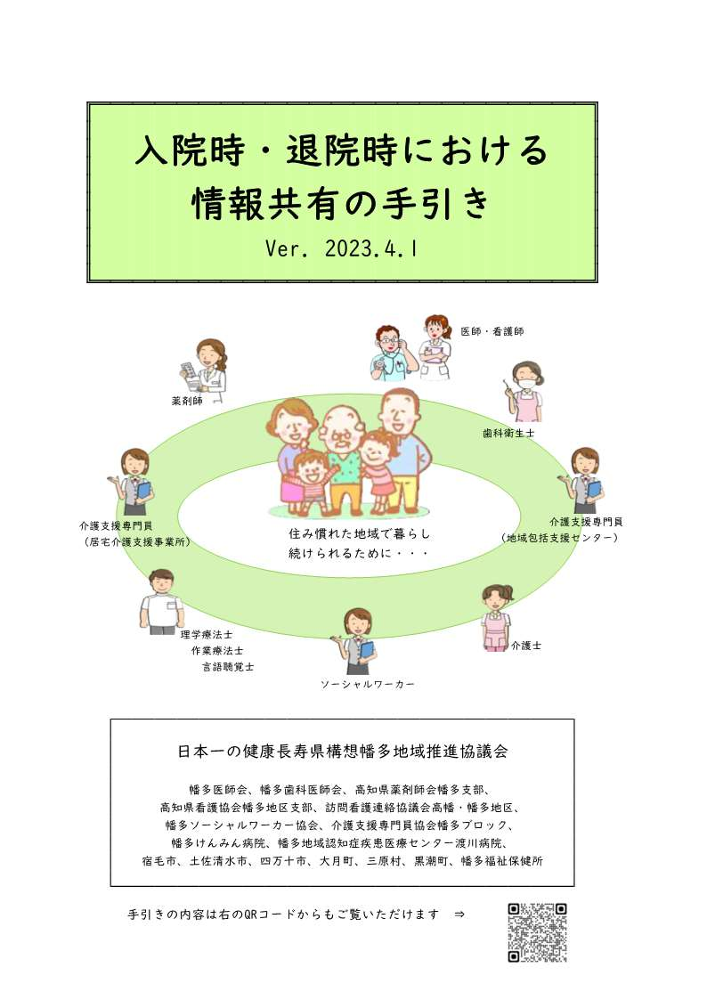 入院時・退院時における
情報共有の手引き
Ver. 2023.4.1
医師・看護師
薬剤師
歯科衛生士
介護支援専門員
（居宅介護支援事業所）
介護支援専門員
（地域包括支援センター）
住み慣れた地域で暮らし
続けられるために・・・
理学療法士
作業療法士
言語聴覚士
介護士
ソーシャルワーカー
日本一の健康長寿県構想幡多地域推進協議会
幡多医師会、幡多歯科医師会、高知県薬剤師会幡多支部、
高知県看護協会幡多地区支部、訪問看護連絡協議会高幡・幡多地区、
幡多ソーシャルワーカー協会、介護支援専門員協会幡多ブロック、
幡多けんみん病院、幡多地域認知症疾患医療センター渡川病院、
宿毛市、土佐清水市、四万十市、大月町、三原村、黒潮町、幡多福祉保健所
手引きの内容は右のQRコードからもご覧いただけます ⇒